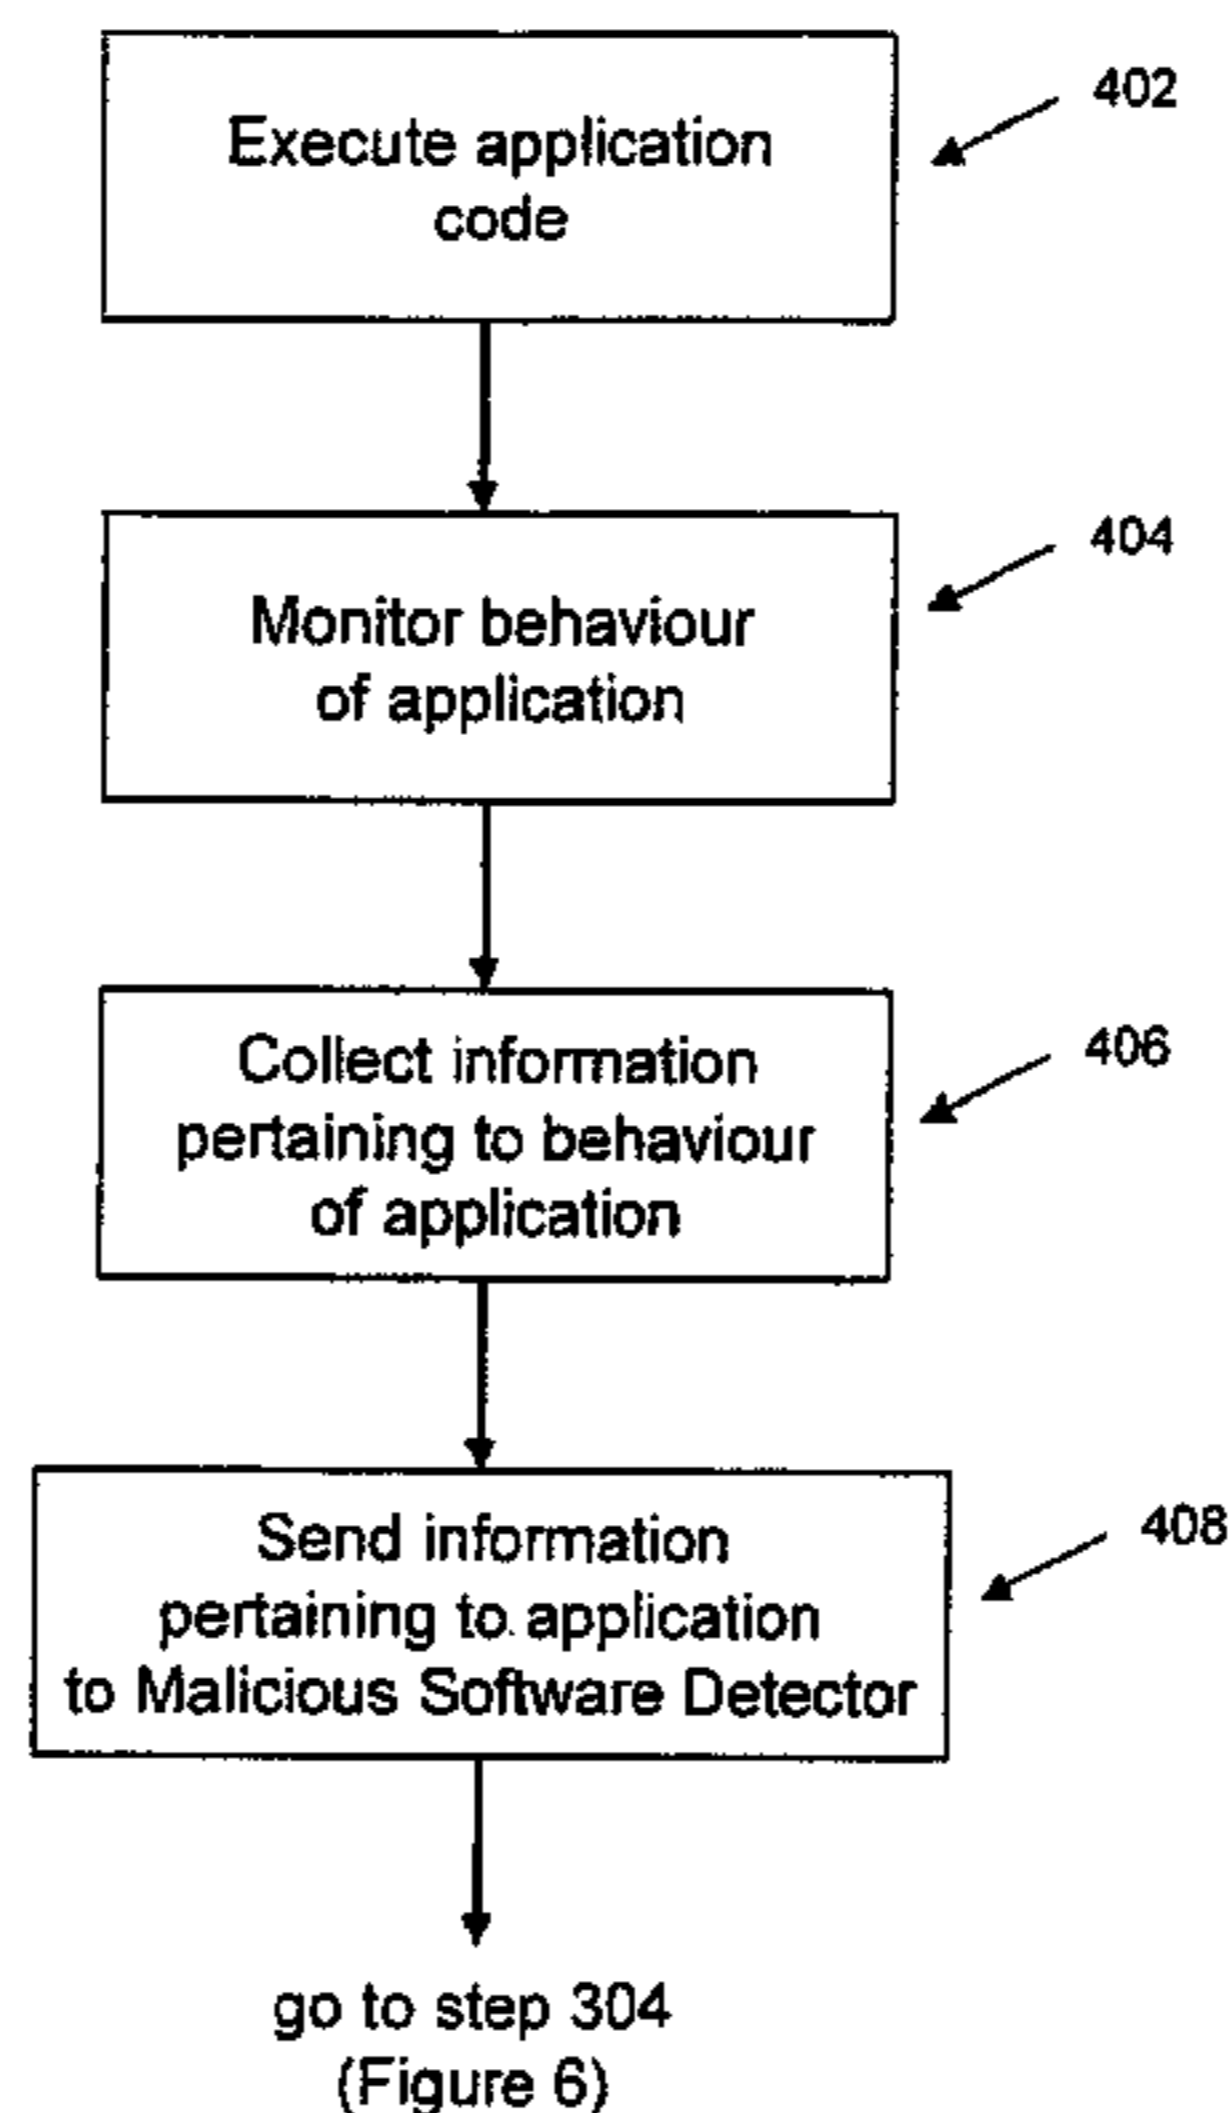 Execute application
code
402
Monitor behaviour
of application
404
Collect information
pertaining to behaviour
of application
406
Send information
pertaining to application
to Malicious Software Detector
408
go to step 304
(Figure 6)